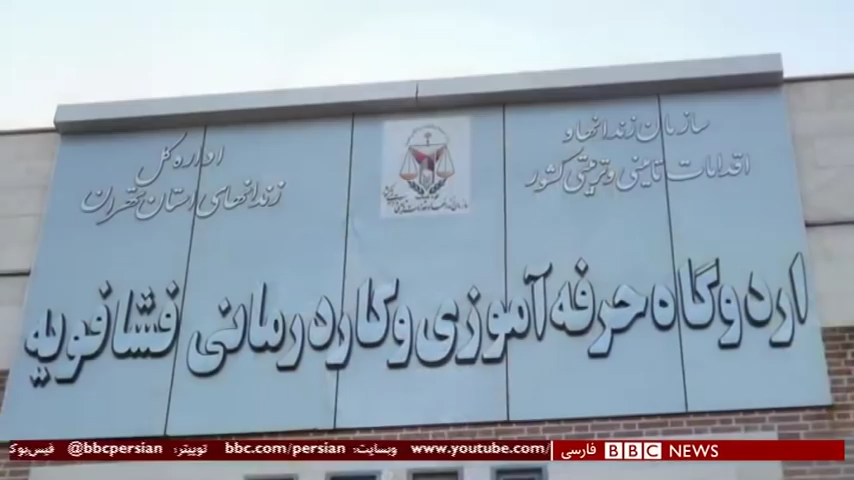 سازمان زندانها و
اقدامات تامینی و تربیتی کشور
اداره کل
زندانهای استان تهران
اردوگاه حرفه آموزی و کاردرمانی فشافویه
BBC NEWS فارسی | www.youtube.com/ وبسایت: bbc.com/persian توییتر: @bbcpersian فیس‌بوک